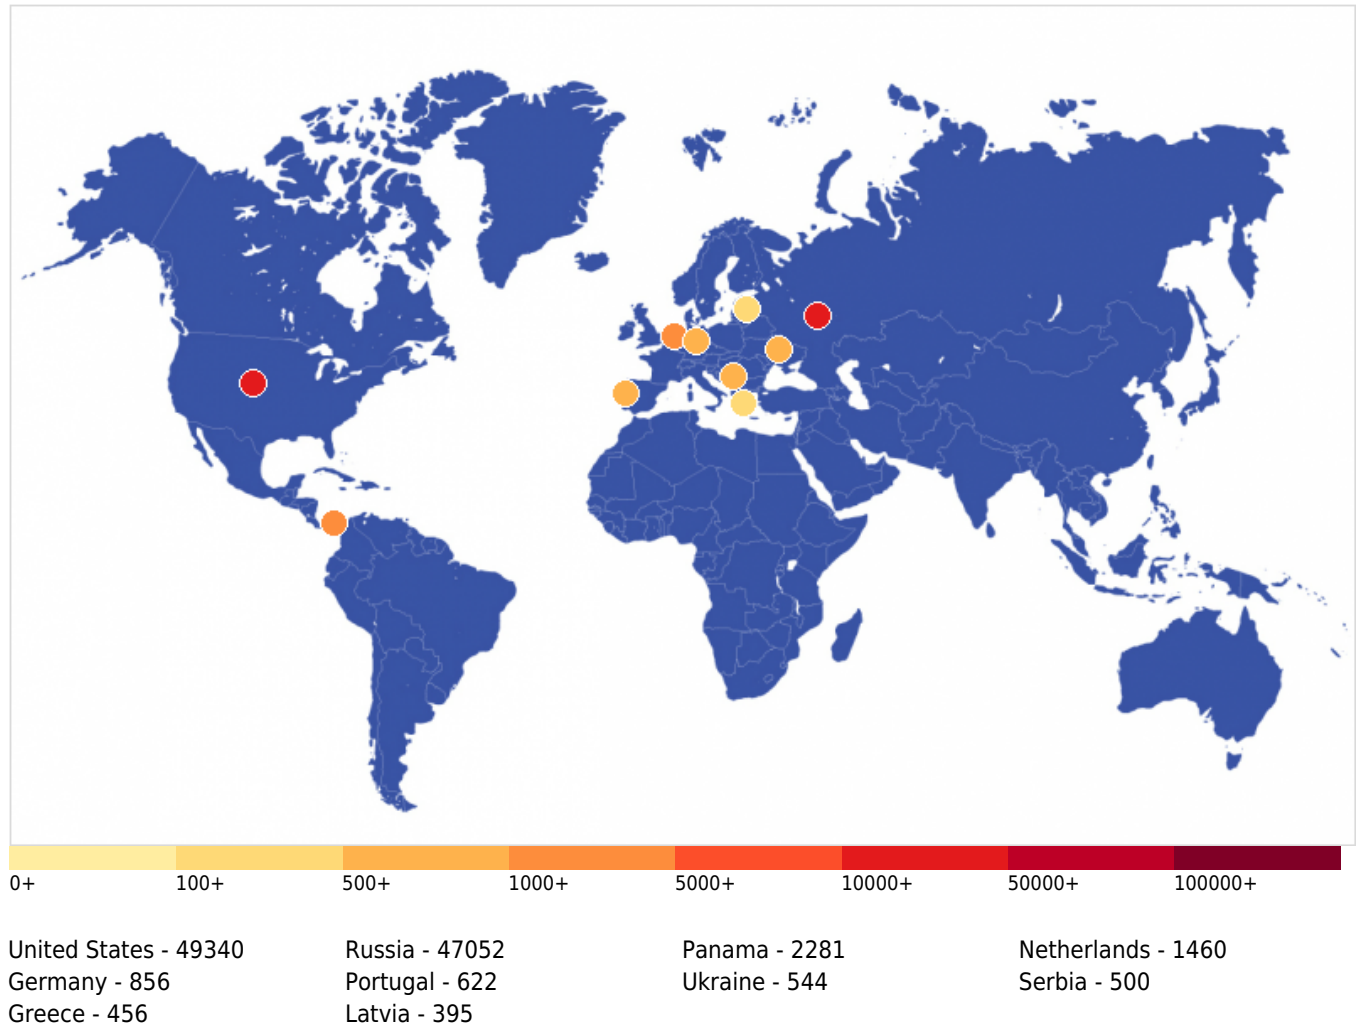 0+ 100+ 500+ 1000+ 5000+ 10000+ 50000+ 100000+
United States - 49340 Russia - 47052 Panama - 2281 Netherlands - 1460
Germany - 856 Portugal - 622 Ukraine - 544 Serbia - 500
Greece - 456 Latvia - 395